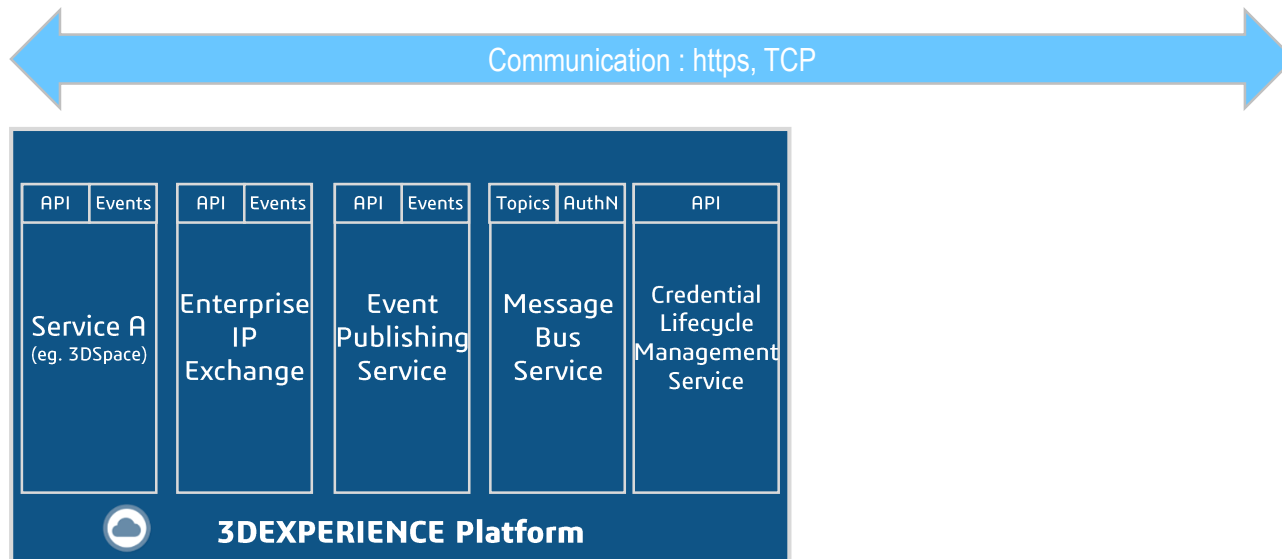 Communication : https, TCP
API Events API Events API Events Topics AuthN API
Service A
(eg. 3DSpace)
Enterprise
IP
Exchange
Event
Publishing
Service
Message
Bus
Service
Credential
Lifecycle
Management
Service
3DEXPERIENCE Platform